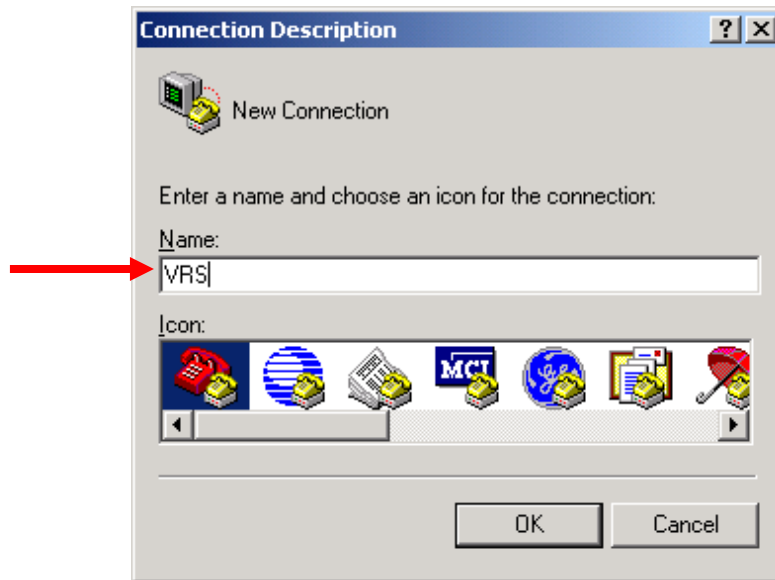 Connection Description
New Connection
Enter a name and choose an icon for the connection:
Name:
VRS
Icon:
MCI
OK Cancel